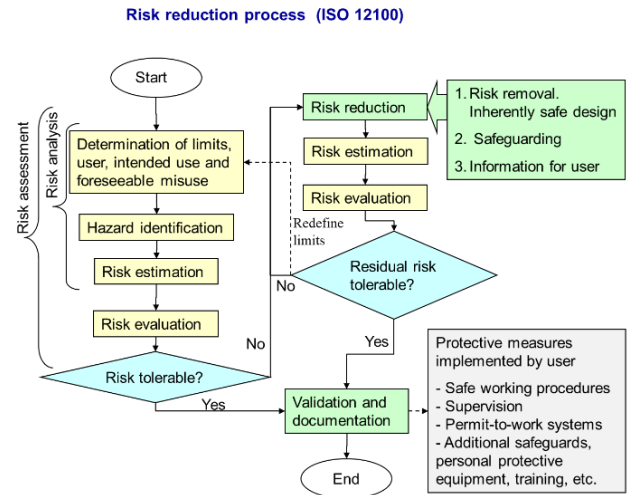 Risk reduction process (ISO 12100)
Start
Risk assessment
Risk analysis
Determination of limits,
user, intended use and
foreseeable misuse
Hazard identification
Risk estimation
Risk evaluation
Risk tolerable?
No
Yes
Risk reduction
1. Risk removal.
Inherently safe design
2. Safeguarding
3. Information for user
Risk estimation
Risk evaluation
Redefine
limits
Residual risk
tolerable?
No
Yes
Validation and
documentation
End
Protective measures
implemented by user
- Safe working procedures
- Supervision
- Permit-to-work systems
- Additional safeguards,
personal protective
equipment, training, etc.